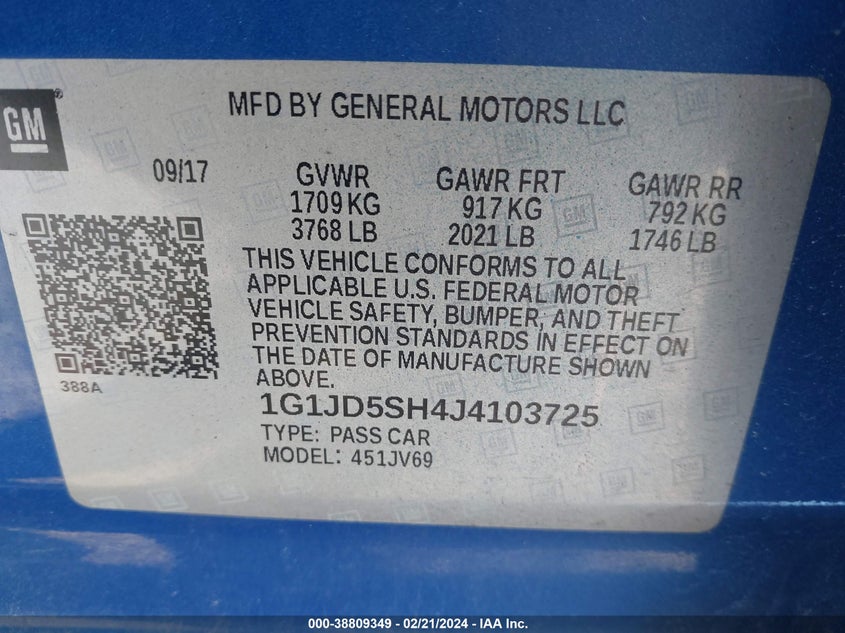 GM
MFD BY GENERAL MOTORS LLC
09/17 GVWR GAWR FRT GAWR RR
1709 KG 917 KG 792 KG
3768 LB 2021 LB 1746 LB
THIS VEHICLE CONFORMS TO ALL
APPLICABLE U.S. FEDERAL MOTOR
VEHICLE SAFETY, BUMPER, AND THEFT
PREVENTION STANDARDS IN EFFECT ON
THE DATE OF MANUFACTURE SHOWN
ABOVE.
388A
1G1JD5SH4J4103725
TYPE: PASS CAR
MODEL: 451JV69
000-38809349 - 02/21/2024 - IAA Inc.